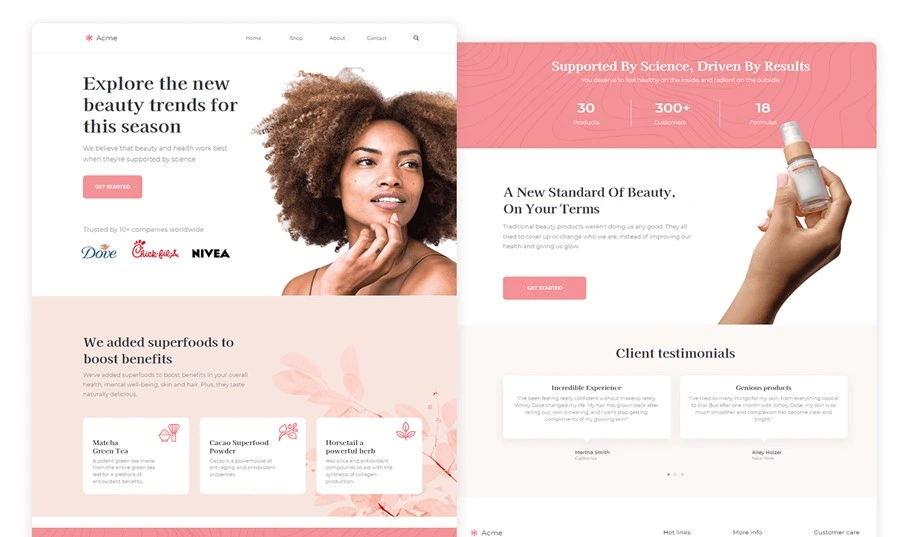 Acme
Home
Shop
About
Contact
Explore the new
beauty trends for
this season
We believe that beauty and health work best
when they're supported by science
GET STARTED
Trusted by 10+ companies worldwide
Dove
Chick-fil-&
NIVEA
We added superfoods to
boost benefits
We've added superfoods to boost benefits in your overall
health, mental well-being, skin and hair. Plus, they taste
naturally delicious.
Matcha
Green Tea
A potent green tea made
from the entire green tea
leaf for a plethora of
antioxidant benefits.
Cacao Superfood
Powder
Cacao is a powerhouse of
anti-aging and antioxidant
properties.
Horsetail a
powerful herb
Has silica and antioxidant
compounds to aid with the
synthesis of collagen
production.
Supported By Science, Driven By Results
You deserve to feel healthy on the inside, and radiant on the outside.
30
Products
300+
Customers
18
Formulas
A New Standard Of Beauty,
On Your Terms
Traditional beauty products weren't doing us any good. They all
tried to cover up or change who we are, instead of improving our
health and giving us glow.
GET STARTED
Client testimonials
Incredible Experience
"I've been feeling really confident without makeup lately.
Wholy Dose changed my life. My hair has grown back after
falling out, skin is clearing, and I can't stop getting
compliments of my glowing skin!"
Martha Smith
California
Genious products
"I've tried so many things for my skin, from everything topical
to oral. But after one month with Wholy Dose, my skin is so
much smoother and complexion has become clear and
bright."
Alley Holzer
New York
Acme
Hot links
More info
Customer care